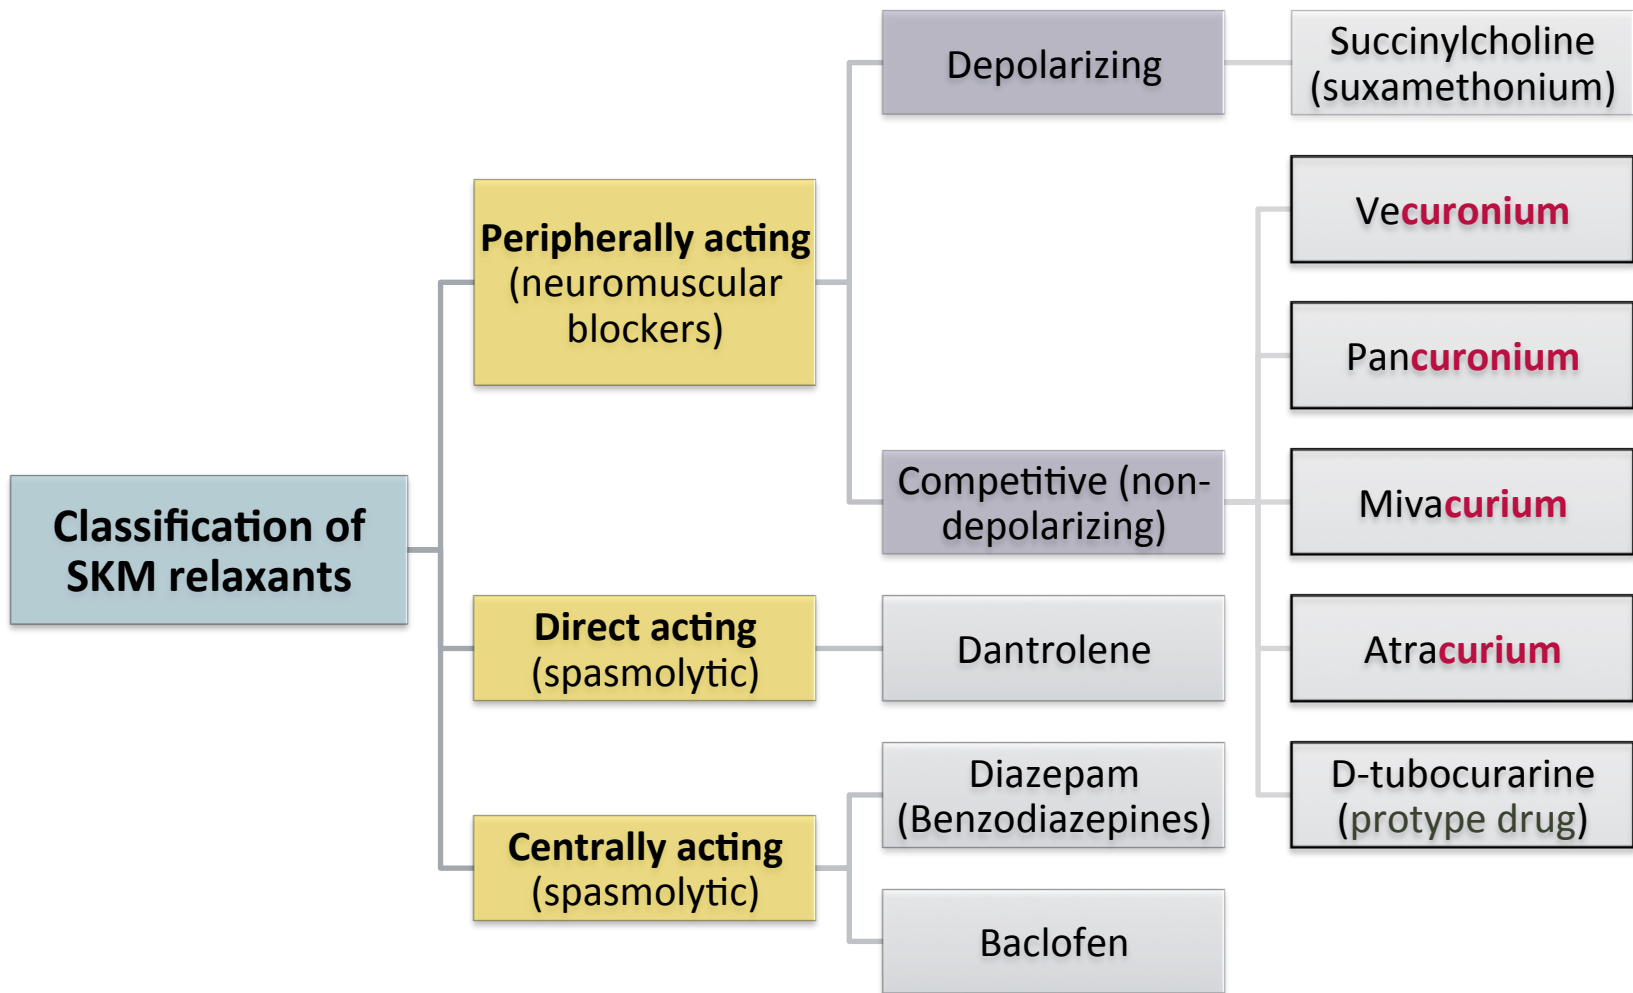 Classification of
SKM relaxants
Peripherally acting
(neuromuscular
blockers)
Depolarizing
Succinylcholine
(suxamethonium)
Competitive (non-
depolarizing)
Vecuronium
Pancuronium
Mivacurium
Atracurium
D-tubocurarine
(protype drug)
Direct acting
(spasmolytic)
Dantrolene
Centrally acting
(spasmolytic)
Diazepam
(Benzodiazepines)
Baclofen